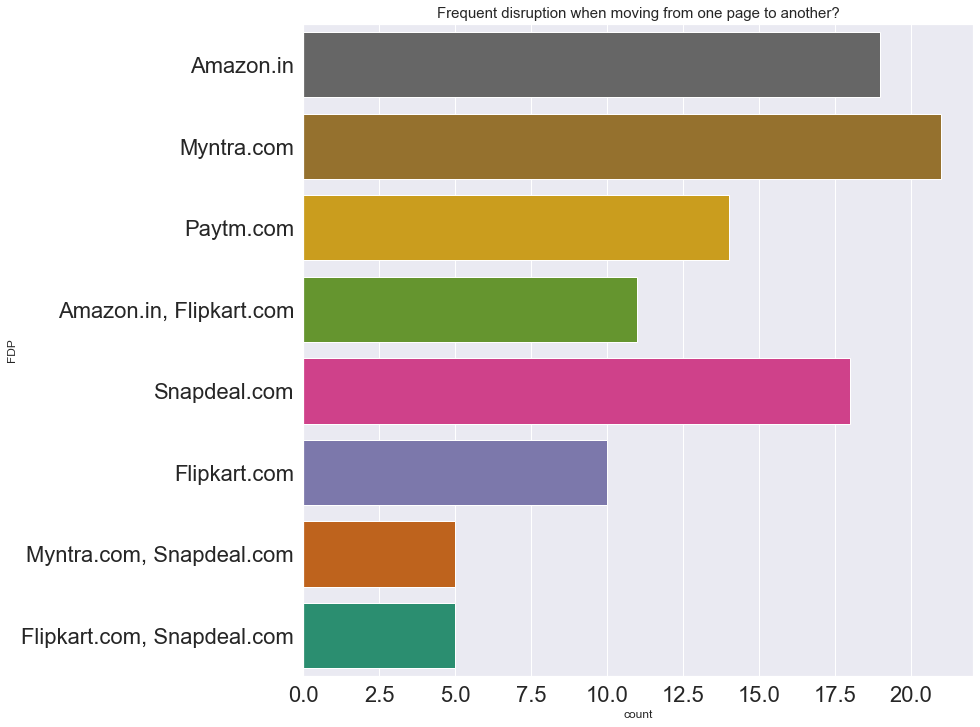 Frequent disruption when moving from one page to another?
Amazon.in
Myntra.com
Paytm.com
Amazon.in, Flipkart.com
FDP
Snapdeal.com
Flipkart.com
Myntra.com, Snapdeal.com
Flipkart.com, Snapdeal.com
0.0 2.5 5.0 7.5 10.0 12.5 15.0 17.5 20.0
count